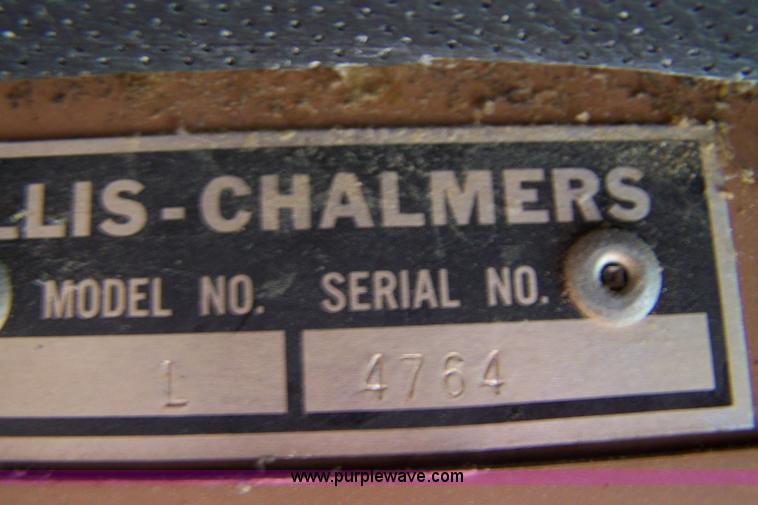 LLIS-CHALMERS
MODEL NO. SERIAL NO.
L 4764
www.purplewave.com